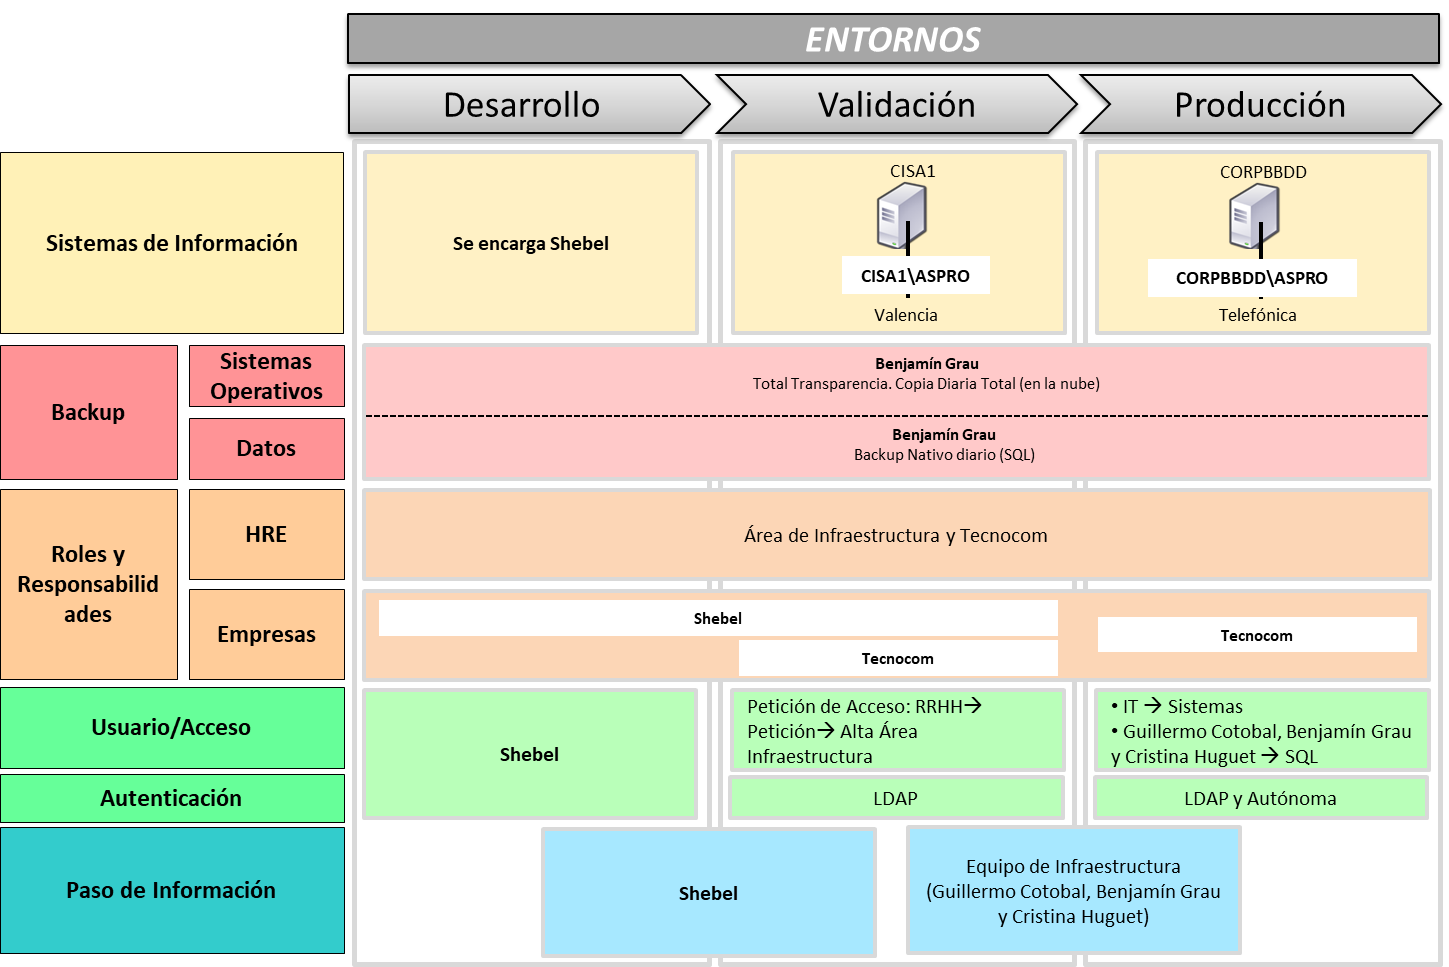 ENTORNOS
Desarrollo
Validación
Producción
Sistemas de Información
Se encarga Shebel
CISA1
CISA1\ASPRO
Valencia
CORPBBDD
CORPBBDD\ASPRO
Telefónica
Backup
Sistemas
Operativos
Benjamín Grau
Total Transparencia. Copia Diaria Total (en la nube)
Datos
Benjamín Grau
Backup Nativo diario (SQL)
Roles y
Responsabilid
ades
HRE
Área de Infraestructura y Tecnocom
Empresas
Shebel
Tecnocom
Tecnocom
Usuario/Acceso
Shebel
Petición de Acceso: RRHH→
Petición→ Alta Área
Infraestructura
• IT → Sistemas
• Guillermo Cotobal, Benjamín Grau
y Cristina Huguet → SQL
Autenticación
LDAP
LDAP y Autónoma
Paso de Información
Shebel
Equipo de Infraestructura
(Guillermo Cotobal, Benjamín Grau
y Cristina Huguet)